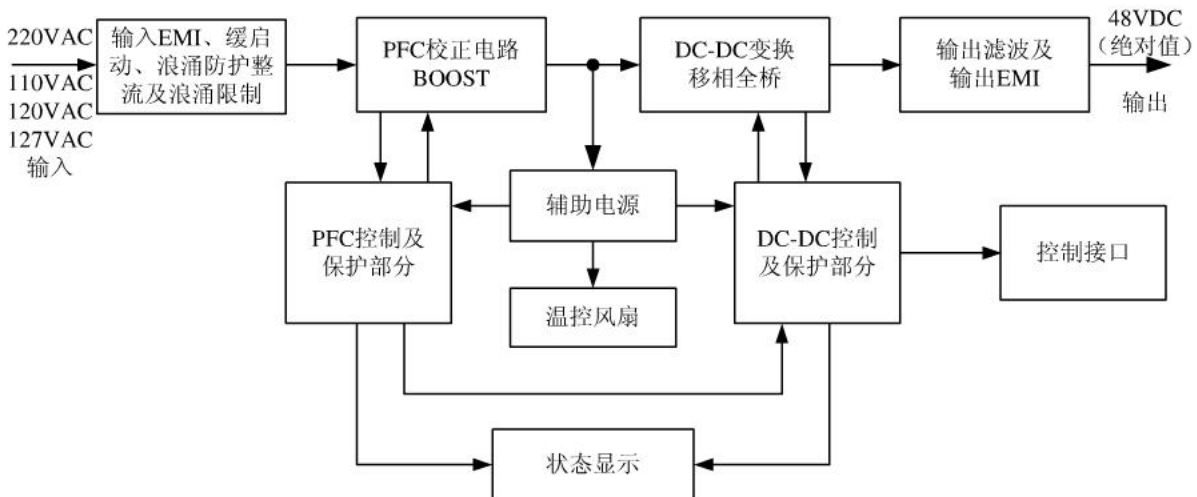 220VAC
110VAC
120VAC
127VAC
输入
输入EMI、缓启
动、浪涌防护整
流及浪涌限制
PFC校正电路
BOOST
DC-DC变换
移相全桥
输出滤波及
输出EMI
48VDC
（绝对值）
输出
PFC控制及
保护部分
辅助电源
DC-DC控制
及保护部分
控制接口
温控风扇
状态显示